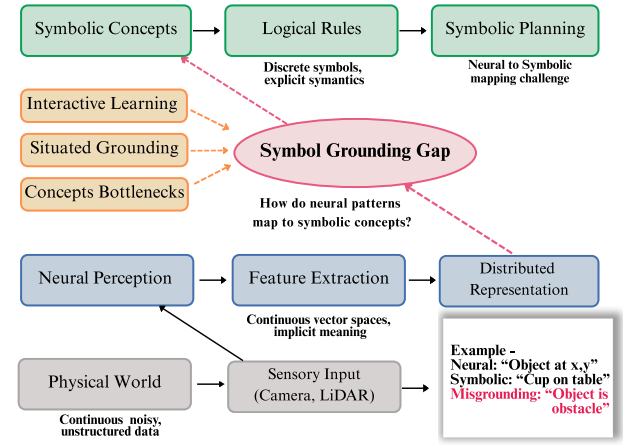 Symbolic Concepts
Logical Rules
Symbolic Planning
Discrete symbols,
explicit symantics
Neural to Symbolic
mapping challenge
Interactive Learning
Situated Grounding
Concepts Bottlenecks
Symbol Grounding Gap
How do neural patterns
map to symbolic concepts?
Neural Perception
Feature Extraction
Distributed
Representation
Continuous vector spaces,
implicit meaning
Physical World
Sensory Input
(Camera, LiDAR)
Continuous noisy,
unstructured data
Example -
Neural: “Object at x,y”
Symbolic: “Cup on table”
Misgrounding: “Object is
obstacle”